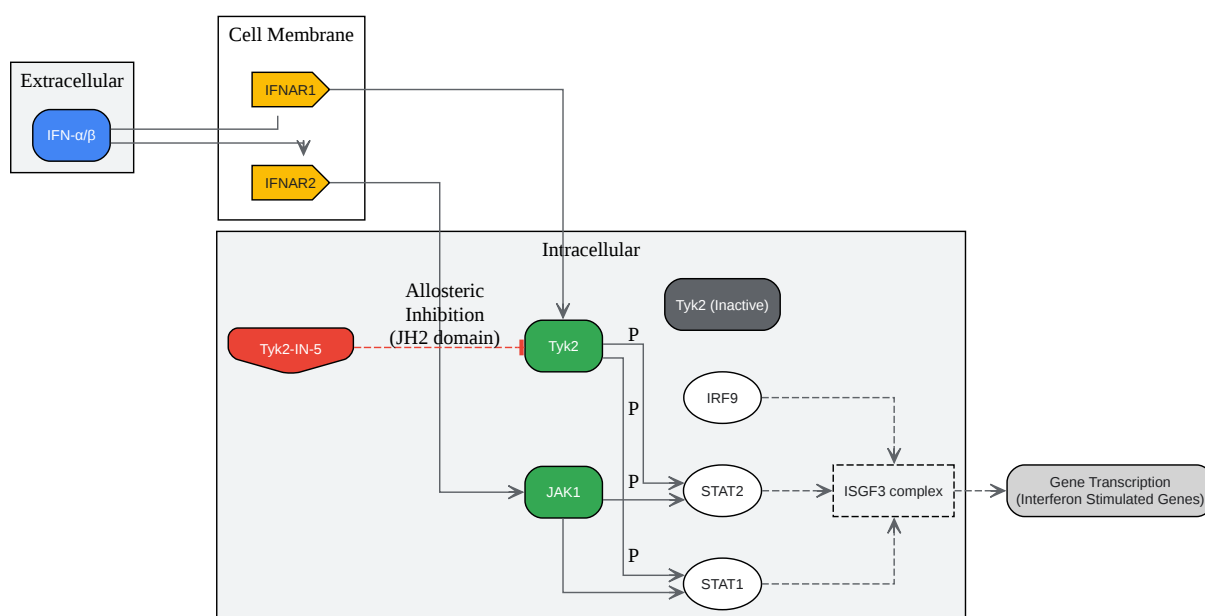 Cell Membrane
Extracellular
IFNAR1
IFN-α/β
IFNAR2
Intracellular
Allosteric
Inhibition
(JH2 domain)
Tyk2 (Inactive)
Tyk2-IN-5
Tyk2
P
IRF9
P
JAK1
P
STAT2
ISGF3 complex
Gene Transcription
(Interferon Stimulated Genes)
P
STAT1